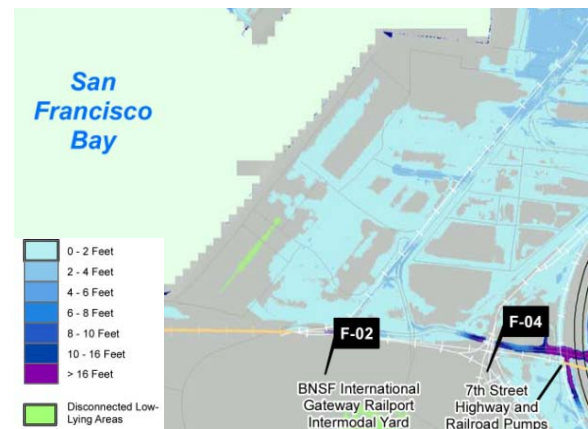 San
Francisco
Bay
0 - 2 Feet
2 - 4 Feet
4 - 6 Feet
6 - 8 Feet
8 - 10 Feet
10 - 16 Feet
> 16 Feet
Disconnected Low-
Lying Areas
F-02
BNSF International
Gateway Railport
Intermodal Yard
F-04
7th Street
Highway and
Railroad Pumps